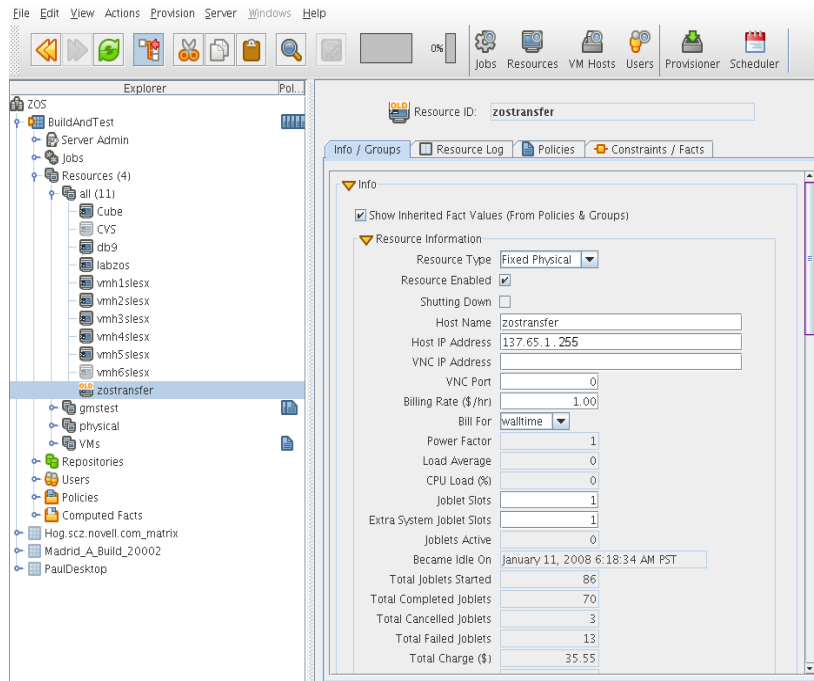 File Edit View Actions Provision Server Windows Help
0%
Jobs Resources VM Hosts Users Provisioner Scheduler
Explorer Pol...
ZOS
BuildAndTest
Server Admin
Jobs
Resources (4)
all (11)
Cube
CVS
db9
labzos
vmh1slesx
vmh2slesx
vmh3slesx
vmh4slesx
vmh5slesx
vmh6slesx
OLD zostransfer
gmstest
physical
VMs
Repositories
Users
Policies
Computed Facts
Hog.scz.novell.com_matrix
Madrid_A_Build_20002
PaulDesktop
OLD Resource ID: zostransfer
Info / Groups Resource Log Policies Constraints / Facts
Info
Show Inherited Fact Values (From Policies & Groups)
Resource Information
Resource Type Fixed Physical
Resource Enabled
Shutting Down
Host Name zostransfer
Host IP Address 137.65.1.255
VNC IP Address
VNC Port 0
Billing Rate ($/hr) 1.00
Bill For walltime
Power Factor 1
Load Average 0
CPU Load (%) 0
Joblet Slots 1
Extra System Joblet Slots 1
Joblets Active 0
Became Idle On January 11, 2008 6:18:34 AM PST
Total Joblets Started 86
Total Completed Joblets 70
Total Cancelled Joblets 3
Total Failed Joblets 13
Total Charge ($) 35.55